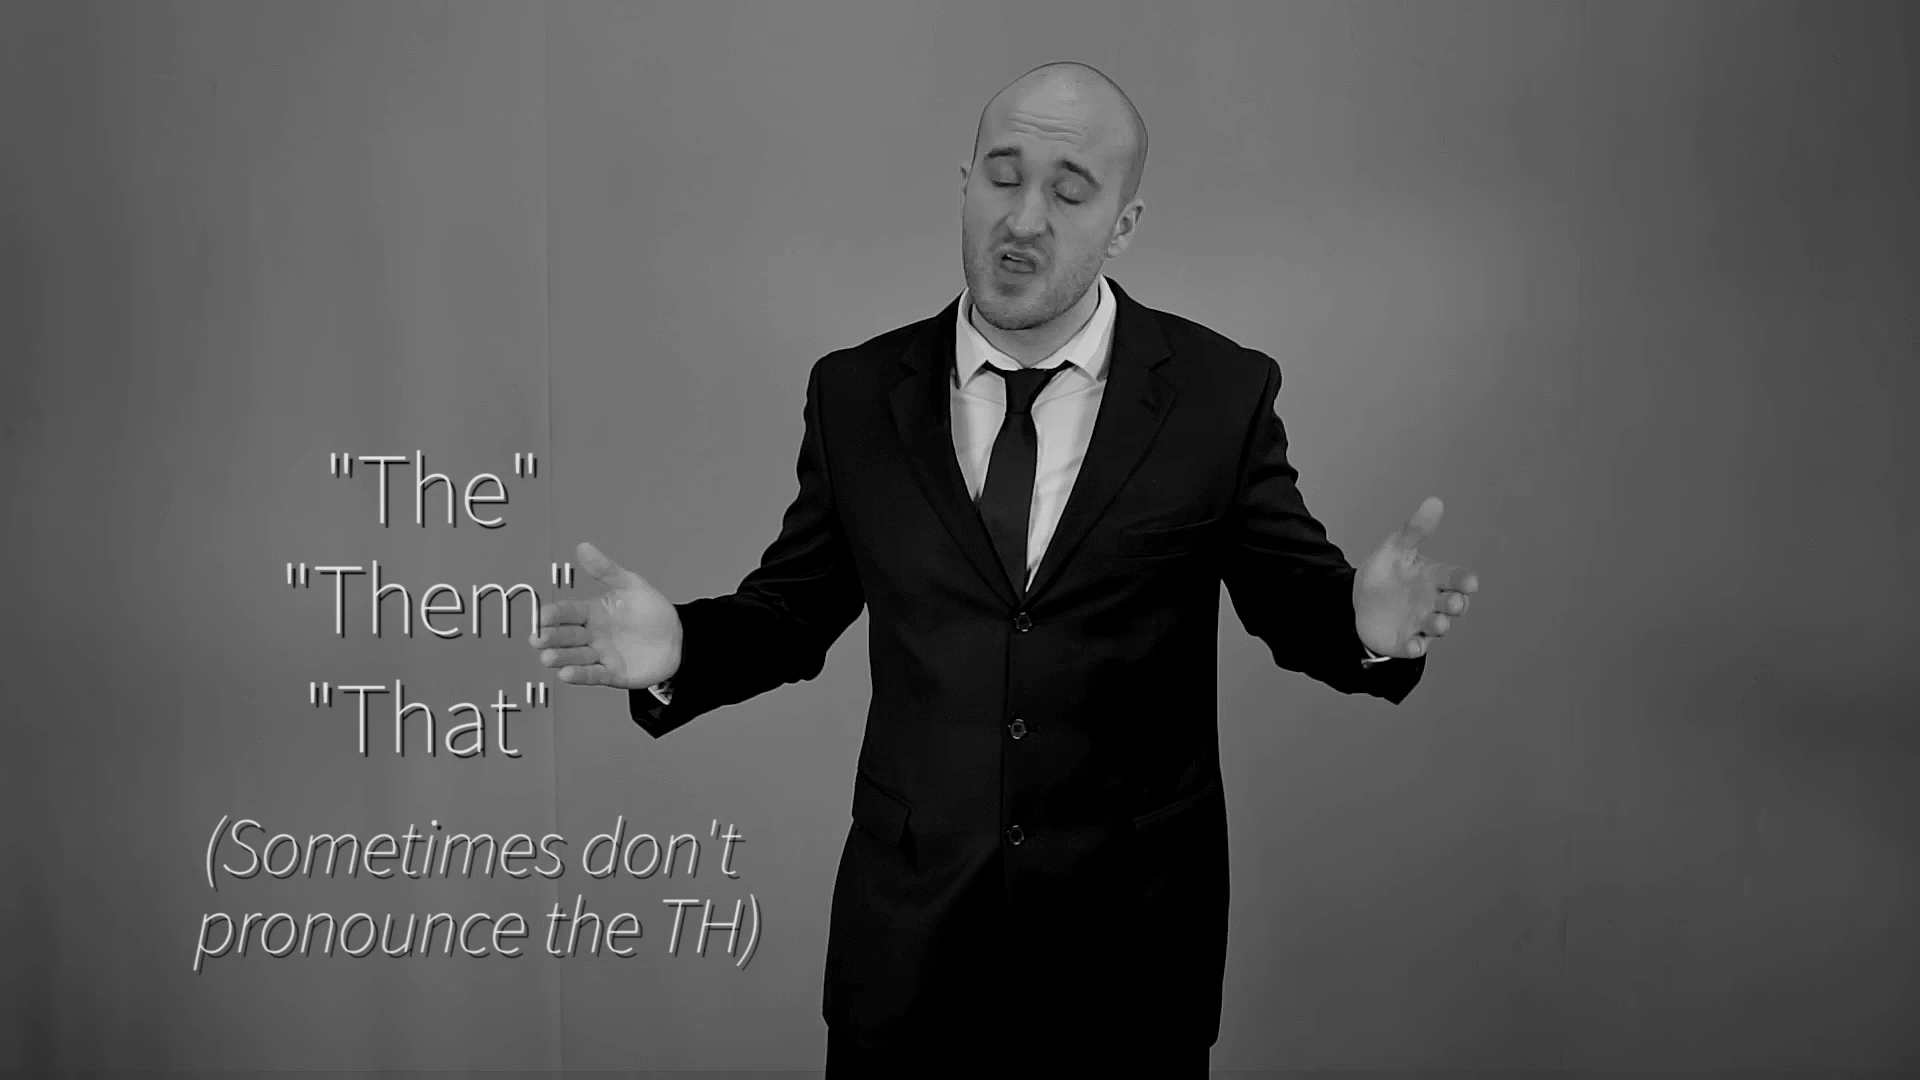 "The"
"Them"
"That"
(Sometimes don't
pronounce the TH)